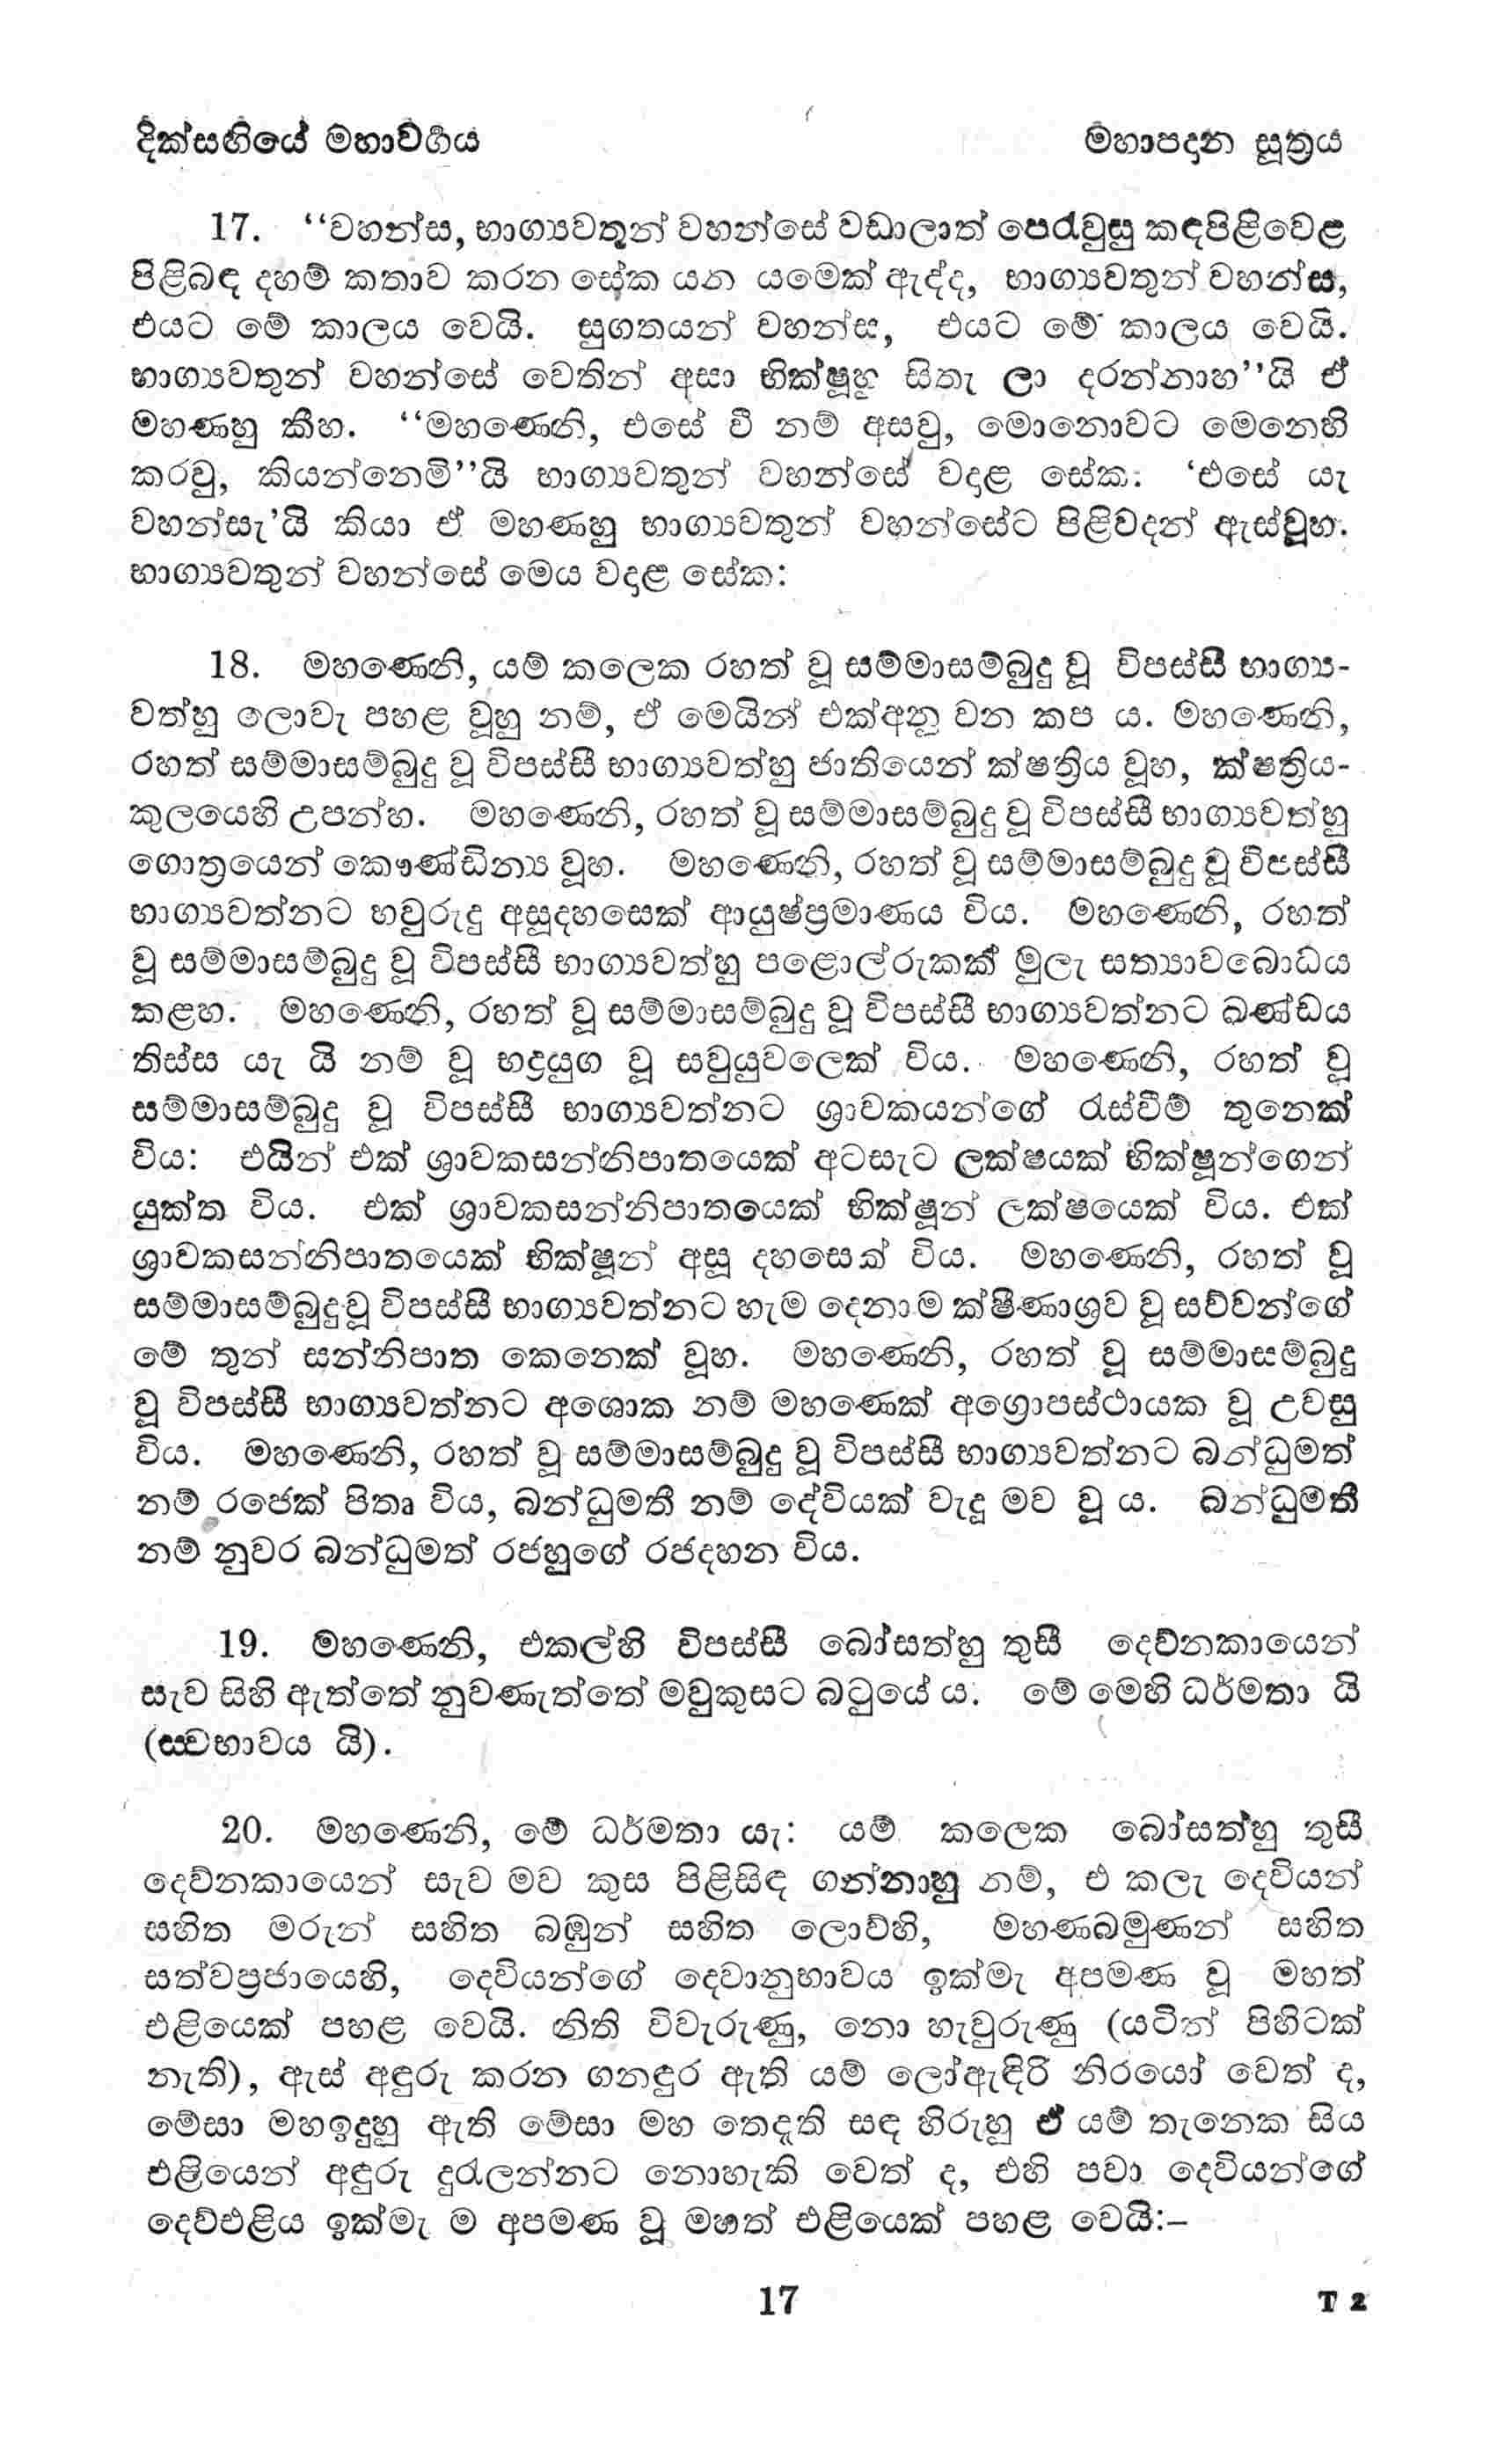 දික්සඟියේ මහාවර්‍ගය
මහාපදාන සූත්‍රය
17. ‘‘වහන්ස, භාග්‍යවතුන් වහන්සේ වඩාලාත් පෙරැවුසු කඳපිළිවෙළ
පිළිබඳ දහම් කතාව කරන සේක යන යමෙක් ඇද්ද, භාග්‍යවතුන් වහන්ස,
එයට මේ කාලය වෙයි. සුගතයන් වහන්ස, එයට මේ කාලය වෙයි.
භාග්‍යවතුන් වහන්සේ වෙතින් අසා භික්ෂූහු සිතැ ලා දරන්නාහ’’යි ඒ
මහණහු කීහ. ‘‘මහණෙනි, එසේ වී නම් අසවු, මොනොවට මෙනෙහි
කරවු, කියන්නෙමි’’යි භාග්‍යවතුන් වහන්සේ වදාළ සේක: ‘එසේ යැ
වහන්සැ’යි කියා ඒ මහණහු භාග්‍යවතුන් වහන්සේට පිළිවදන් ඇස්වූහ.
භාග්‍යවතුන් වහන්සේ මෙය වදාළ සේක:
18. මහණෙනි, යම් කලෙක රහත් වූ සම්මාසම්බුදු වූ විපස්සී භාග්‍ය-
වත්හු ලොවැ පහළ වූහු නම්, ඒ මෙයින් එක්අනූ වන කප ය. මහණෙනි,
රහත් සම්මාසම්බුදු වූ විපස්සී භාග්‍යවත්හු ජාතියෙන් ක්ෂත්‍රිය වූහ, ක්ෂත්‍රිය-
කුලයෙහි උපන්හ. මහණෙනි, රහත් වූ සම්මාසම්බුදු වූ විපස්සී භාග්‍යවත්හු
ගොත්‍රයෙන් කෞණ්ඩින්‍ය වූහ. මහණෙනි, රහත් වූ සම්මාසම්බුදු වූ විපස්සී
භාග්‍යවත්නට හවුරුදු අසූදහසෙක් ආයුෂ්ප්‍රමාණය විය. මහණෙනි, රහත්
වූ සම්මාසම්බුදු වූ විපස්සී භාග්‍යවත්හු පළොල්රුකක් මුලැ සත්‍යාවබොධය
කළහ. මහණෙනි, රහත් වූ සම්මාසම්බුදු වූ විපස්සී භාග්‍යවත්නට ඛණ්ඩය
තිස්ස යැ යි නම් වූ භද්‍රයුග වූ සවුයුවලෙක් විය. මහණෙනි, රහත් වූ
සම්මාසම්බුදු වූ විපස්සී භාග්‍යවත්නට ශ්‍රාවකයන්ගේ රැස්වීම් තුනෙක්
විය: එයින් එක් ශ්‍රාවකසන්නිපාතයෙක් අටසැට ලක්ෂයක් භික්ෂූන්ගෙන්
යුක්ත විය. එක් ශ්‍රාවකසන්නිපාතයෙක් භික්ෂූන් ලක්ෂයෙක් විය. එක්
ශ්‍රාවකසන්නිපාතයෙක් භික්ෂූන් අසූ දහසෙක් විය. මහණෙනි, රහත් වූ
සම්මාසම්බුදු වූ විපස්සී භාග්‍යවත්නට හැම දෙනා ම ක්ෂීණාශ්‍රව වූ සව්වන්ගේ
මේ තුන් සන්නිපාත කෙනෙක් වූහ. මහණෙනි, රහත් වූ සම්මාසම්බුදු
වූ විපස්සී භාග්‍යවත්නට අශොක නම් මහණෙක් අග්‍රොපස්ථායක වූ උවසු
විය. මහණෙනි, රහත් වූ සම්මාසම්බුදු වූ විපස්සී භාග්‍යවත්නට බන්ධුමත්
නම් රජෙක් පිතෘ විය, බන්ධුමතී නම් දේවියක් වැදූ මව වූ ය. බන්ධුමතී
නම් නුවර බන්ධුමත් රජහුගේ රජදහන විය.
19. මහණෙනි, එකල්හි විපස්සී බෝසත්හු තුසී දෙව්නකායෙන්
සැව සිහි ඇත්තේ නුවණැත්තේ මවුකුසට බටුයේ ය. මේ මෙහි ධර්මතා යි
(ස්වභාවය යි).
20. මහණෙනි, මේ ධර්මතා යැ: යම් කලෙක බෝසත්හු තුසී
දෙව්නකායෙන් සැව මව කුස පිළිසිඳ ගන්නාහු නම්, එ කලැ දෙවියන්
සහිත මරුන් සහිත බඹුන් සහිත ලොව්හි, මහණබමුණන් සහිත
සත්වප්‍රජායෙහි, දෙවියන්ගේ දෙවානුභාවය ඉක්මැ අපමණ වූ මහත්
එළියෙක් පහළ වෙයි. නිති විවැරුණු, නො හැවුරුණු (යටින් පිහිටක්
නැති), ඇස් අඳුරු කරන ගනඳුර ඇති යම් ලෝඇඳිරි නිරයෝ වෙත් ද,
මේසා මහඉදුහු ඇති මේසා මහ තෙදැති සඳ හිරුහු ඒ යම් තැනෙක සිය
එළියෙන් අඳුරු දුරැලන්නට නොහැකි වෙත් ද, එහි පවා දෙවියන්ගේ
දෙව්එළිය ඉක්මැ ම අපමණ වූ මහත් එළියෙක් පහළ වෙයි:–
17
T 2